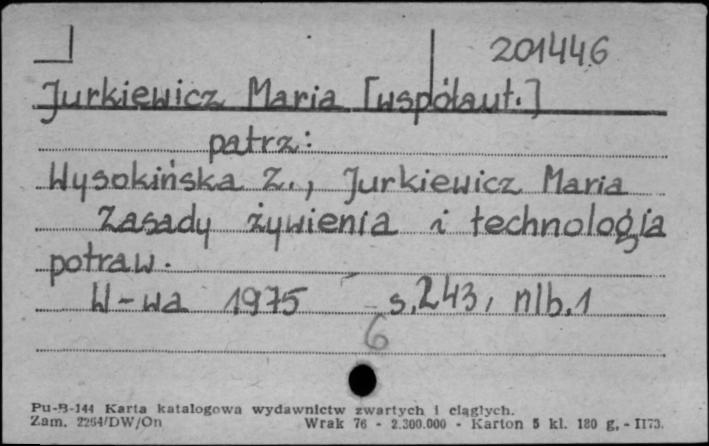 201446
Jurkiewicz Maria [współaut.]
patrz:
Wysokińska Z., Jurkiewicz Maria
Zasady żywienia i technologia
potraw.
W-wa 1975 s. 243, nlb. 1
6
Pu-B-144 Karta katalogowa wydawnictw zwartych i ciągłych.
Zam. 2264/DW/On Wrak 76 - 2.300.000 - Karton 5 kl. 180 g, - II73.